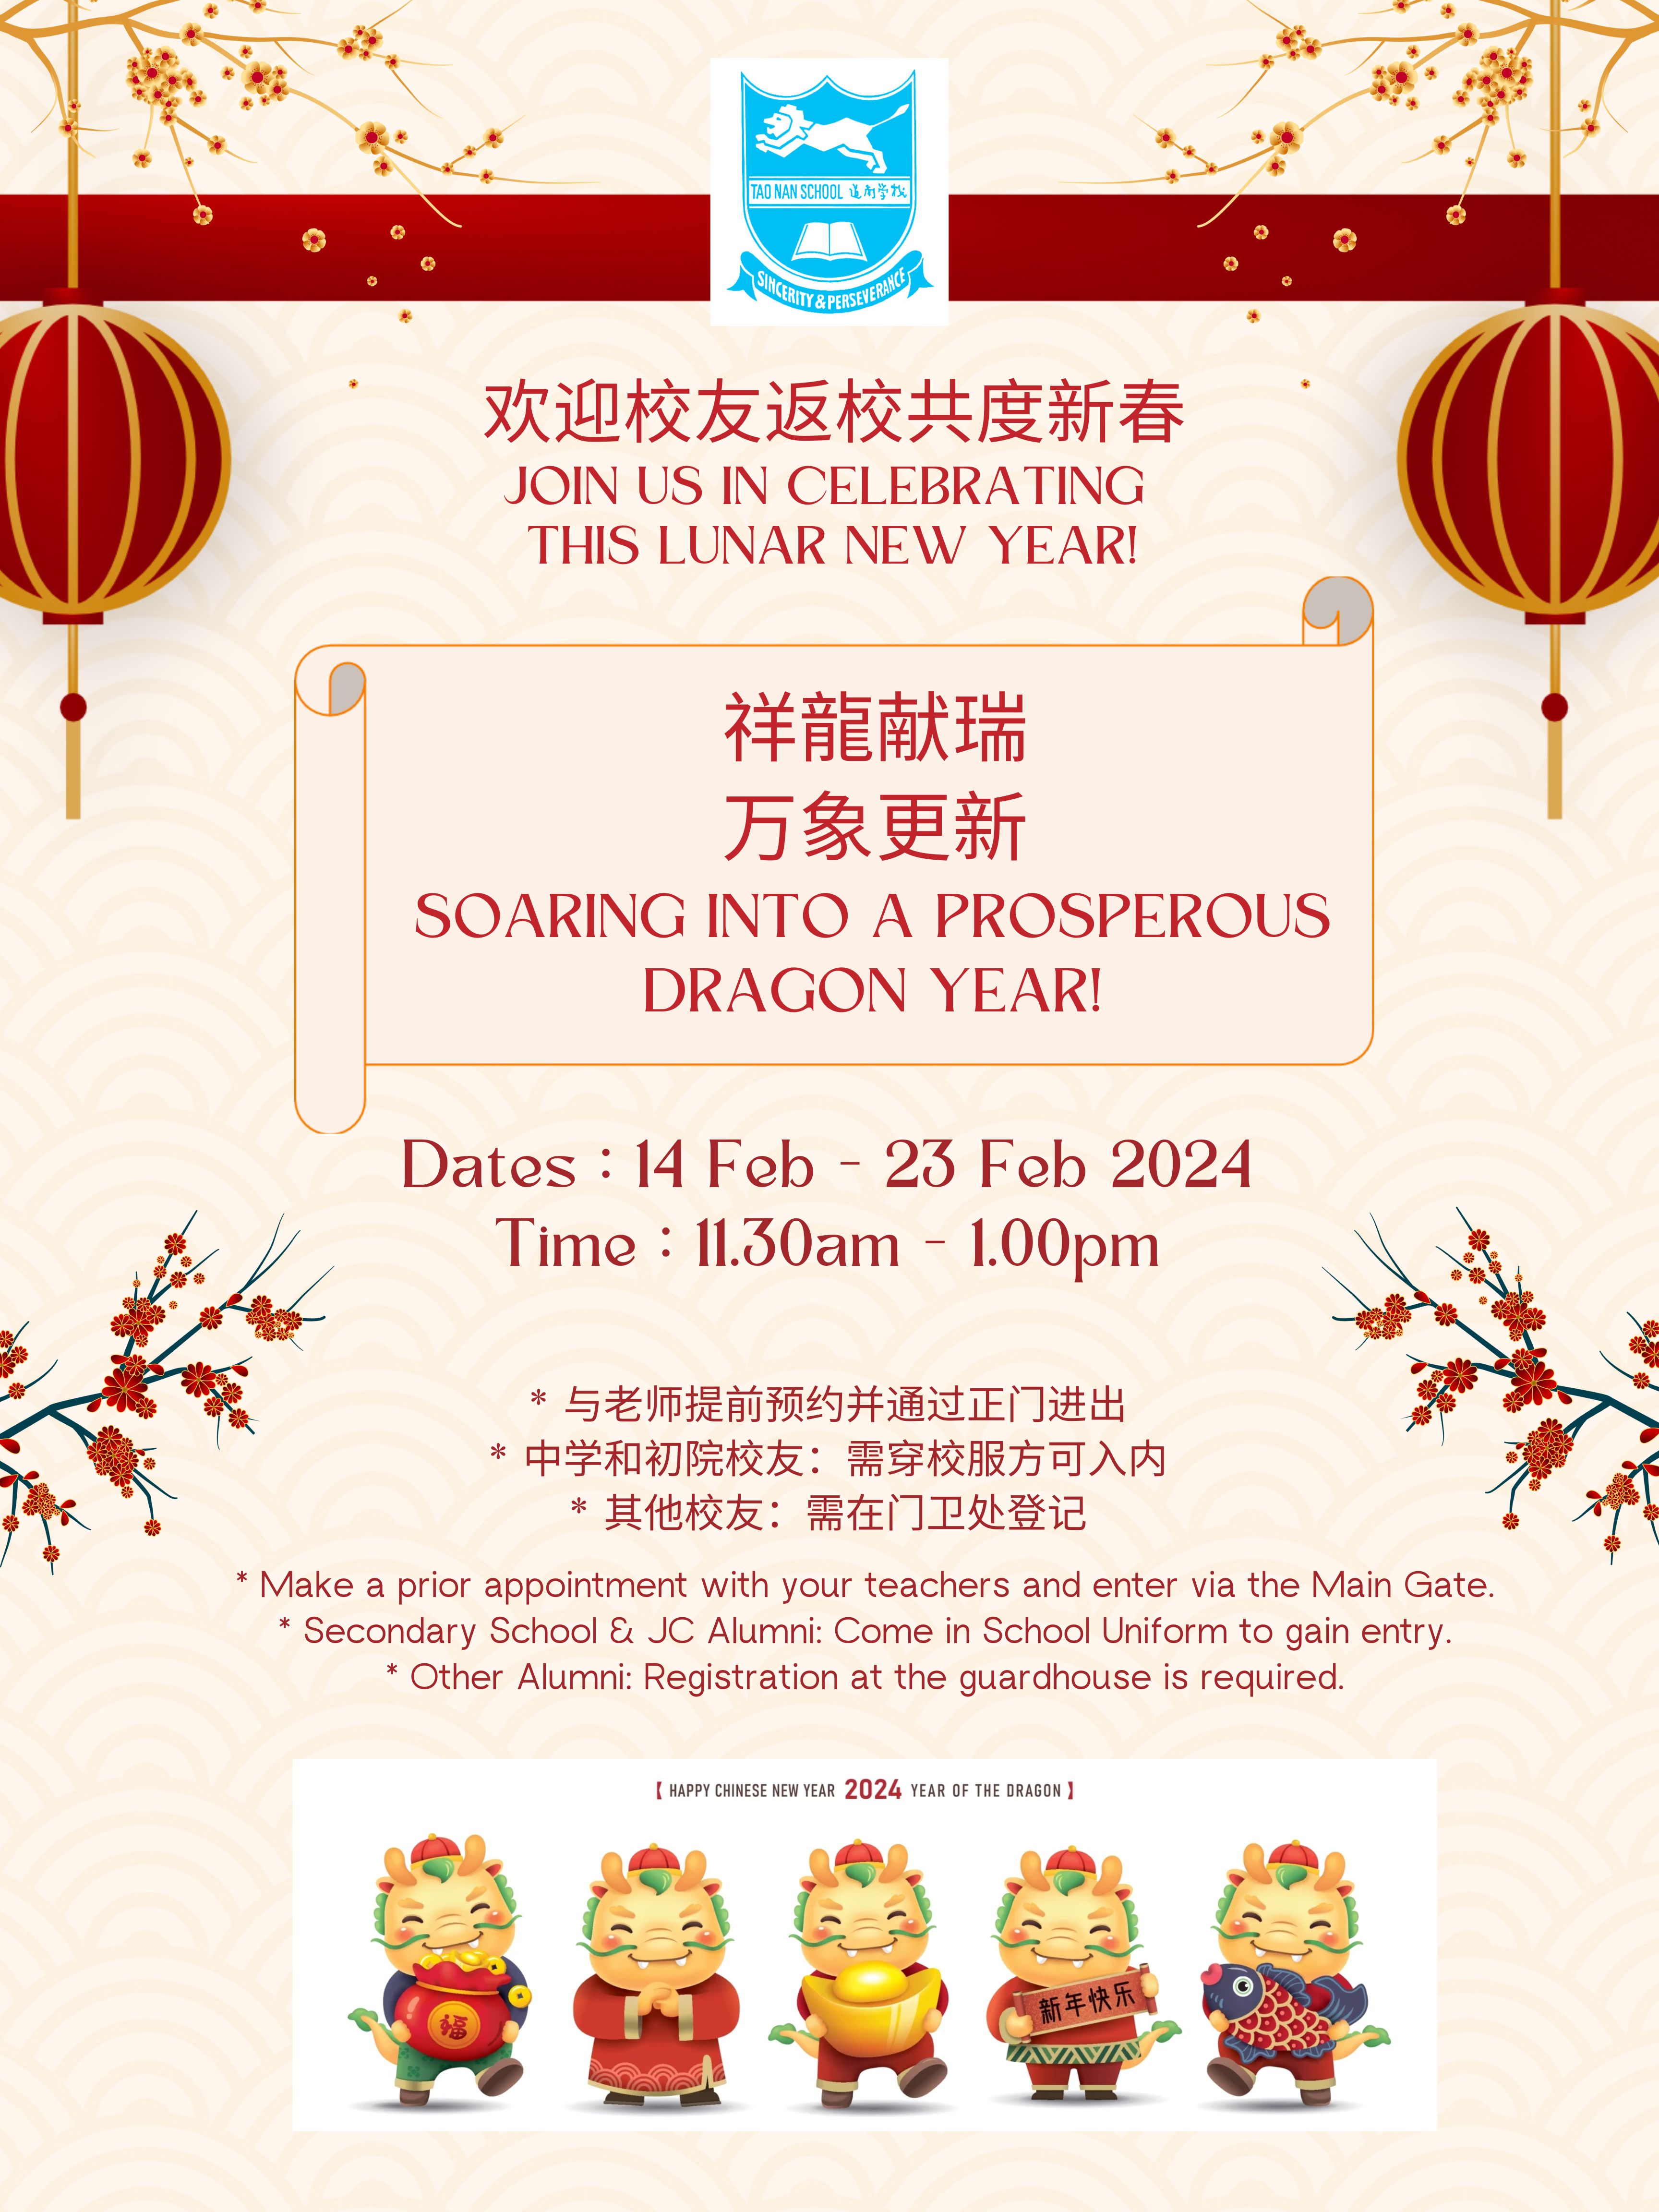 TAO NAN SCHOOL 道南学校
SINCERITY & PERSEVERANCE
欢迎校友返校共度新春
JOIN US IN CELEBRATING
THIS LUNAR NEW YEAR!
祥龍献瑞
万象更新
SOARING INTO A PROSPEROUS
DRAGON YEAR!
Dates : 14 Feb - 23 Feb 2024
Time : 11.30am - 1.00pm
* 与老师提前预约并通过正门进出
* 中学和初院校友：需穿校服方可入内
* 其他校友：需在门卫处登记
* Make a prior appointment with your teachers and enter via the Main Gate.
* Secondary School & JC Alumni: Come in School Uniform to gain entry.
* Other Alumni: Registration at the guardhouse is required.
【 HAPPY CHINESE NEW YEAR 2024 YEAR OF THE DRAGON 】
福
新年快乐